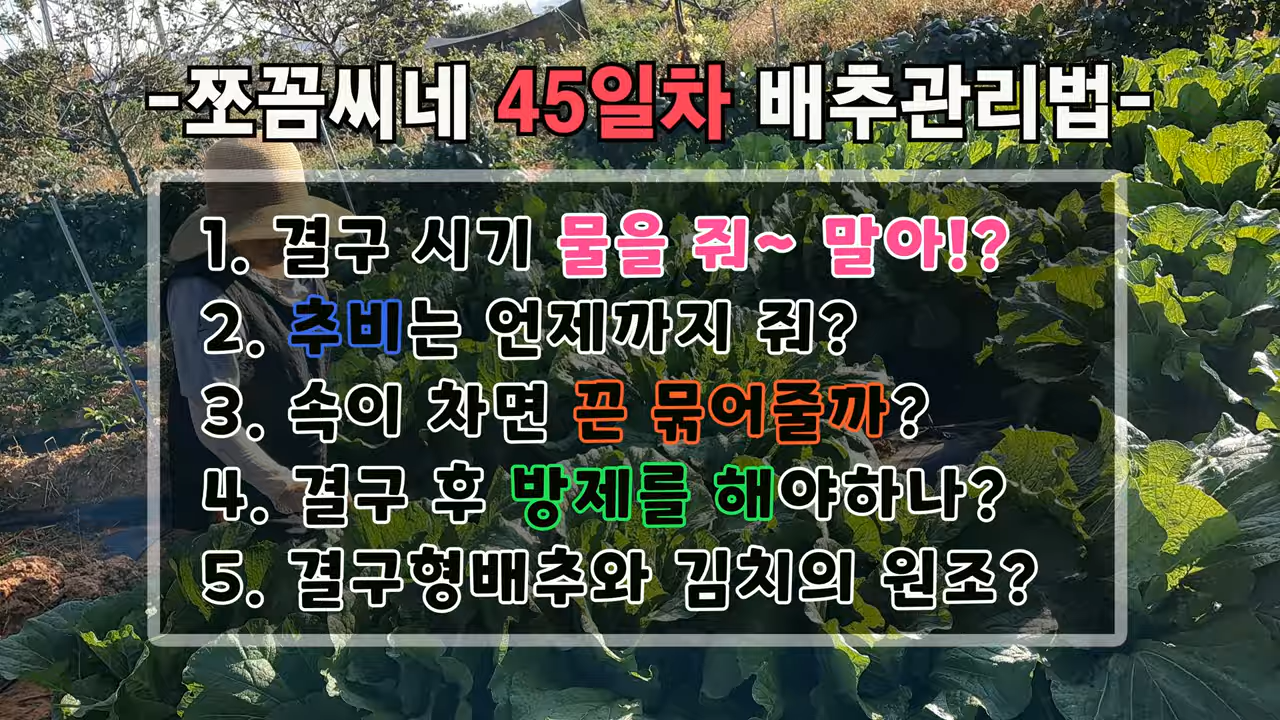 -쪼꼼씨네 45일차 배추관리법-
1. 결구 시기 물을 줘~ 말아!?
2. 추비는 언제까지 줘?
3. 속이 차면 끈 묶어줄까?
4. 결구 후 방제를 해야하나?
5. 결구형배추와 김치의 원조?